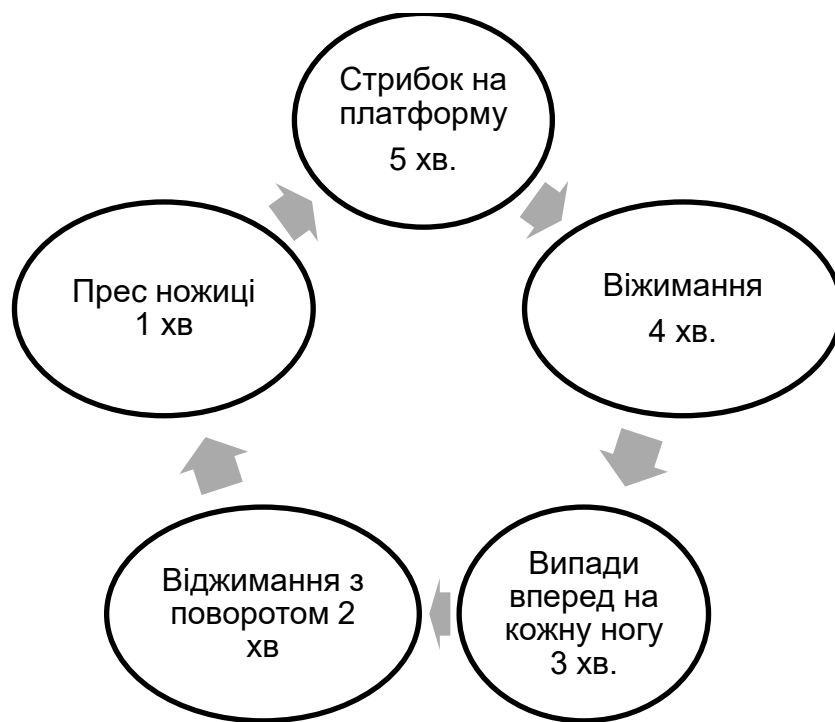 Стрибок на
платформу
5 хв.
Віжимання
4 хв.
Випади
вперед на
кожну ногу
3 хв.
Віджимання з
поворотом 2
хв
Прес ножиці
1 хв